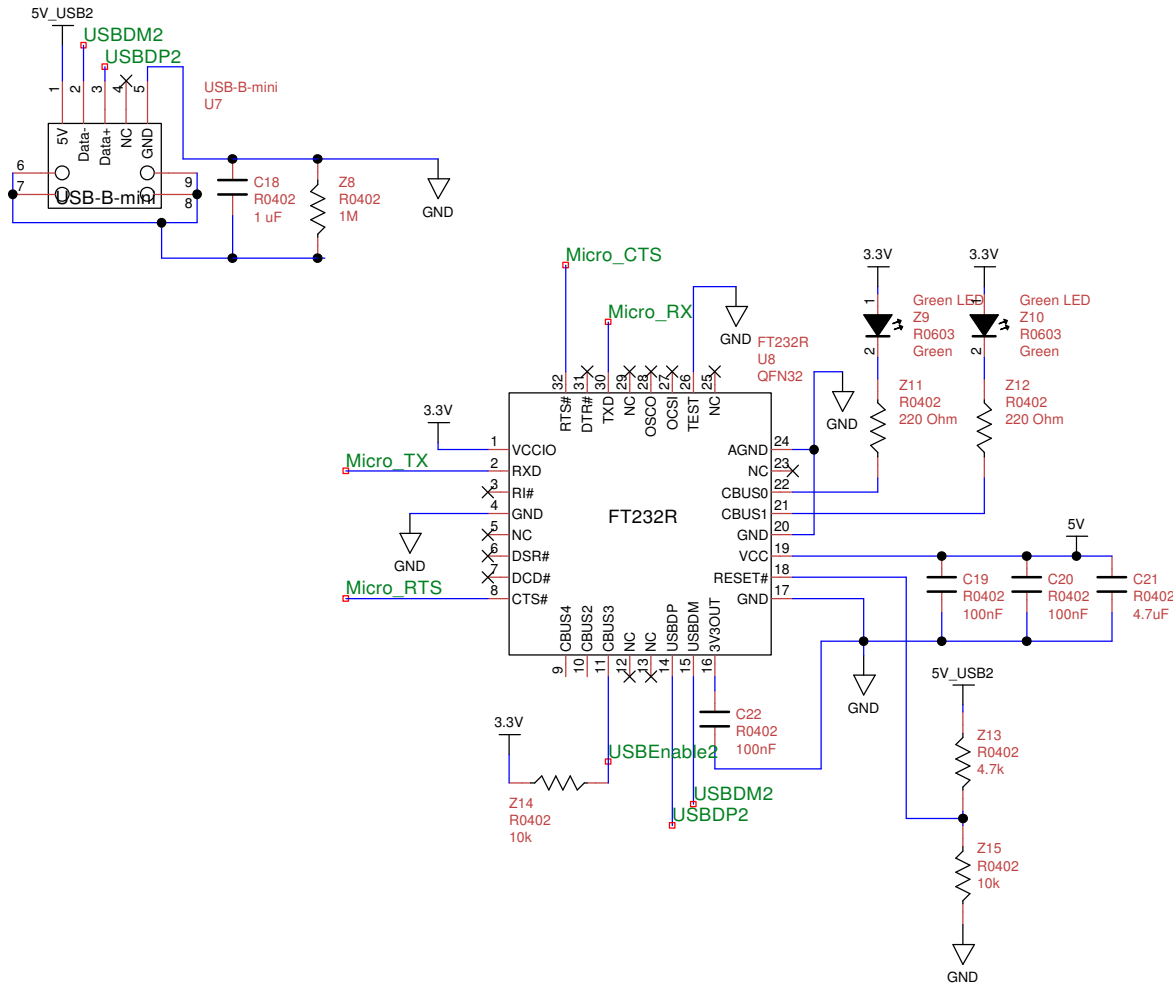 5V_USB2
USBDM2
USBDP2
1
2
3
4
5
5V
Data-
Data+
NC
GND
USB-B-mini
U7
6
7
9
8
USB-B-mini
C18
R0402
1 uF
Z8
R0402
1M
GND
Micro_CTS
Micro_RX
GND
FT232R
U8
QFN32
3.3V
3.3V
1
Green LED
Z9
R0603
Green
2
1
Green LED
Z10
R0603
Green
2
Z11
R0402
220 Ohm
Z12
R0402
220 Ohm
32
31
30
29
28
27
26
25
RTS#
DTR#
TXD
NC
OSCO
OCSI
TEST
NC
GND
3.3V
Micro_TX
Micro_RTS
GND
1
2
3
4
5
6
7
8
VCCIO
RXD
RI#
GND
NC
DSR#
DCD#
CTS#
FT232R
AGND
NC
CBUS0
CBUS1
GND
VCC
RESET#
GND
24
23
22
21
20
19
18
17
CBUS4
CBUS2
CBUS3
NC
NC
USBDP
USBDM
3V3OUT
9
10
11
12
13
14
15
16
5V
C19
R0402
100nF
C20
R0402
100nF
C21
R0402
4.7uF
GND
5V_USB2
C22
R0402
100nF
3.3V
USBEnable2
Z14
R0402
10k
USBDM2
USBDP2
Z13
R0402
4.7k
Z15
R0402
10k
GND